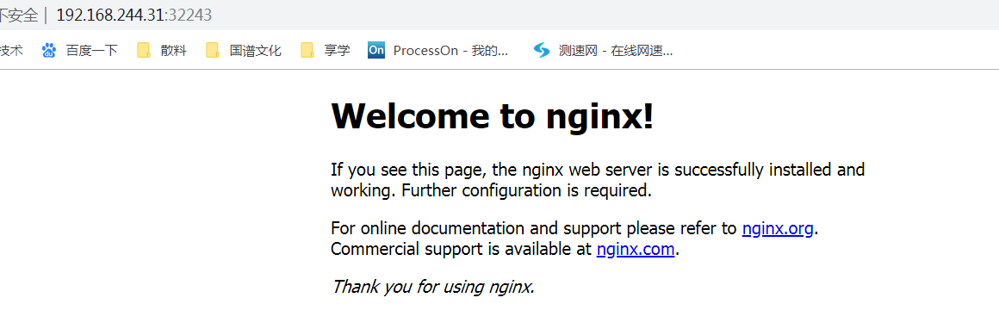 不安全 | 192.168.244.31:32243
技术 百度一下 散料 国谱文化 享学 On ProcessOn - 我的... 测速网 - 在线网速...
Welcome to nginx!
If you see this page, the nginx web server is successfully installed and
working. Further configuration is required.
For online documentation and support please refer to nginx.org.
Commercial support is available at nginx.com.
Thank you for using nginx.